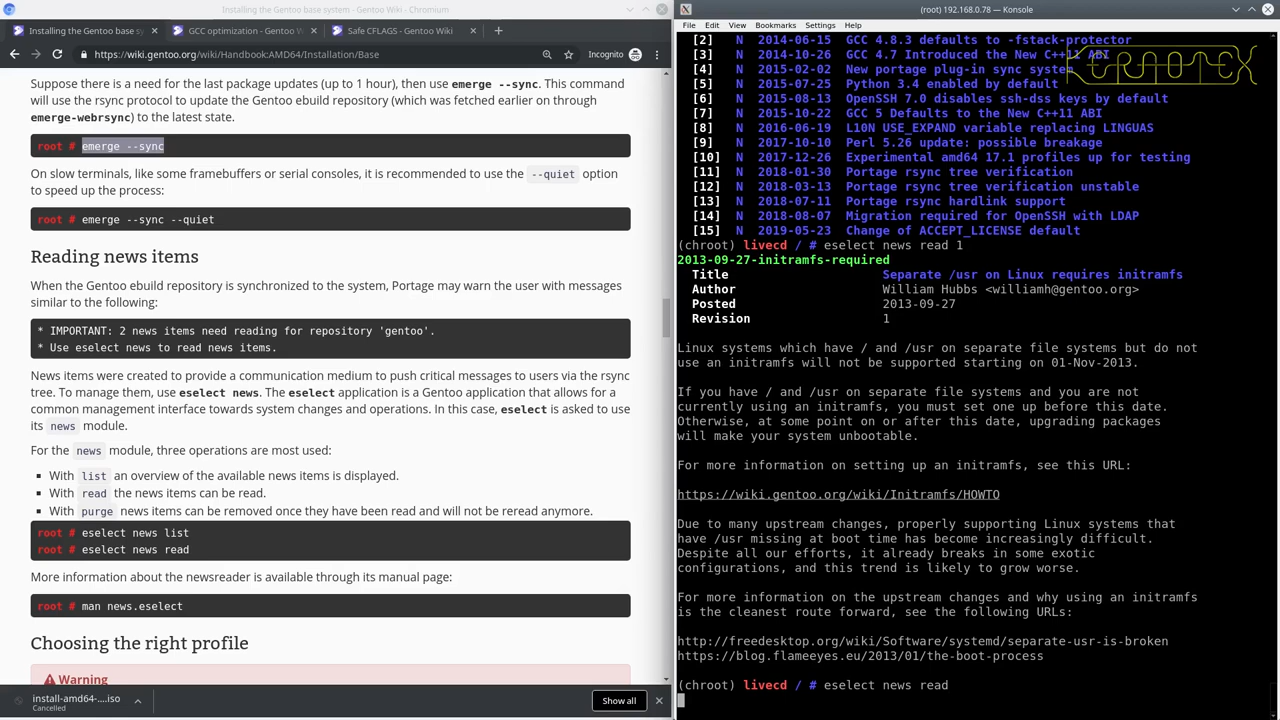 Installing the Gentoo base system - Gentoo Wiki - Chromium
Installing the Gentoo base sy
GCC optimization - Gentoo W
Safe CFLAGS - Gentoo Wiki
https://wiki.gentoo.org/wiki/Handbook:AMD64/Installation/Base
Incognito
Suppose there is a need for the last package updates (up to 1 hour), then use emerge --sync. This command
will use the rsync protocol to update the Gentoo ebuild repository (which was fetched earlier on through
emerge-webrsync) to the latest state.
root # emerge --sync
On slow terminals, like some framebuffers or serial consoles, it is recommended to use the --quiet option
to speed up the process:
root # emerge --sync --quiet
Reading news items
When the Gentoo ebuild repository is synchronized to the system, Portage may warn the user with messages
similar to the following:
* IMPORTANT: 2 news items need reading for repository 'gentoo'.
* Use eselect news to read news items.
News items were created to provide a communication medium to push critical messages to users via the rsync
tree. To manage them, use eselect news. The eselect application is a Gentoo application that allows for a
common management interface towards system changes and operations. In this case, eselect is asked to use
its news module.
For the news module, three operations are most used:
▪ With list an overview of the available news items is displayed.
▪ With read the news items can be read.
▪ With purge news items can be removed once they have been read and will not be reread anymore.
root # eselect news list
root # eselect news read
More information about the newsreader is available through its manual page:
root # man news.eselect
Choosing the right profile
Warning
install-amd64-....iso
Cancelled
Show all
(root) 192.168.0.78 — Konsole
File Edit View Bookmarks Settings Help
[2] N 2014-06-15 GCC 4.8.3 defaults to -fstack-protector
[3] N 2014-10-26 GCC 4.7 Introduced the New C++11 ABI
[4] N 2015-02-02 New portage plug-in sync system
[5] N 2015-07-25 Python 3.4 enabled by default
[6] N 2015-08-13 OpenSSH 7.0 disables ssh-dss keys by default
[7] N 2015-10-22 GCC 5 Defaults to the New C++11 ABI
[8] N 2016-06-19 L10N USE_EXPAND variable replacing LINGUAS
[9] N 2017-10-10 Perl 5.26 update: possible breakage
[10] N 2017-12-26 Experimental amd64 17.1 profiles up for testing
[11] N 2018-01-30 Portage rsync tree verification
[12] N 2018-03-13 Portage rsync tree verification unstable
[13] N 2018-07-11 Portage rsync hardlink support
[14] N 2018-08-07 Migration required for OpenSSH with LDAP
[15] N 2019-05-23 Change of ACCEPT_LICENSE default
(chroot) livecd / # eselect news read 1
2013-09-27-initramfs-required
Title Separate /usr on Linux requires initramfs
Author William Hubbs <williamh@gentoo.org>
Posted 2013-09-27
Revision 1
Linux systems which have / and /usr on separate file systems but do not
use an initramfs will not be supported starting on 01-Nov-2013.
If you have / and /usr on separate file systems and you are not
currently using an initramfs, you must set one up before this date.
Otherwise, at some point on or after this date, upgrading packages
will make your system unbootable.
For more information on setting up an initramfs, see this URL:
https://wiki.gentoo.org/wiki/Initramfs/HOWTO
Due to many upstream changes, properly supporting Linux systems that
have /usr missing at boot time has become increasingly difficult.
Despite all our efforts, it already breaks in some exotic
configurations, and this trend is likely to grow worse.
For more information on the upstream changes and why using an initramfs
is the cleanest route forward, see the following URLs:
http://freedesktop.org/wiki/Software/systemd/separate-usr-is-broken
https://blog.flameeyes.eu/2013/01/the-boot-process
(chroot) livecd / # eselect news read